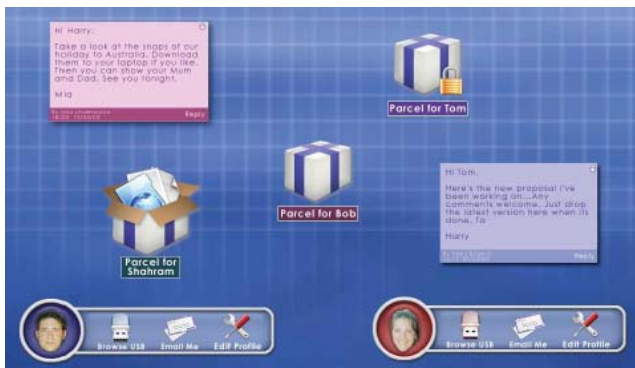 Hi Harry,
Take a look at the snaps of our
holiday to Australia. Download
them to your laptop if you like.
Then you can show your Mum
and Dad. See you tonight.
Mia
Reply
Parcel for Tom
Parcel for Bob
Hi Tom,
Here's the new proposal I've
been working on...Any
comments welcome. Just drop
the latest version here when its
done. Ta
Harry
Reply
Parcel for
Shahram
Browse USB Email Me Edit Profile
Browse USB Email Me Edit Profile